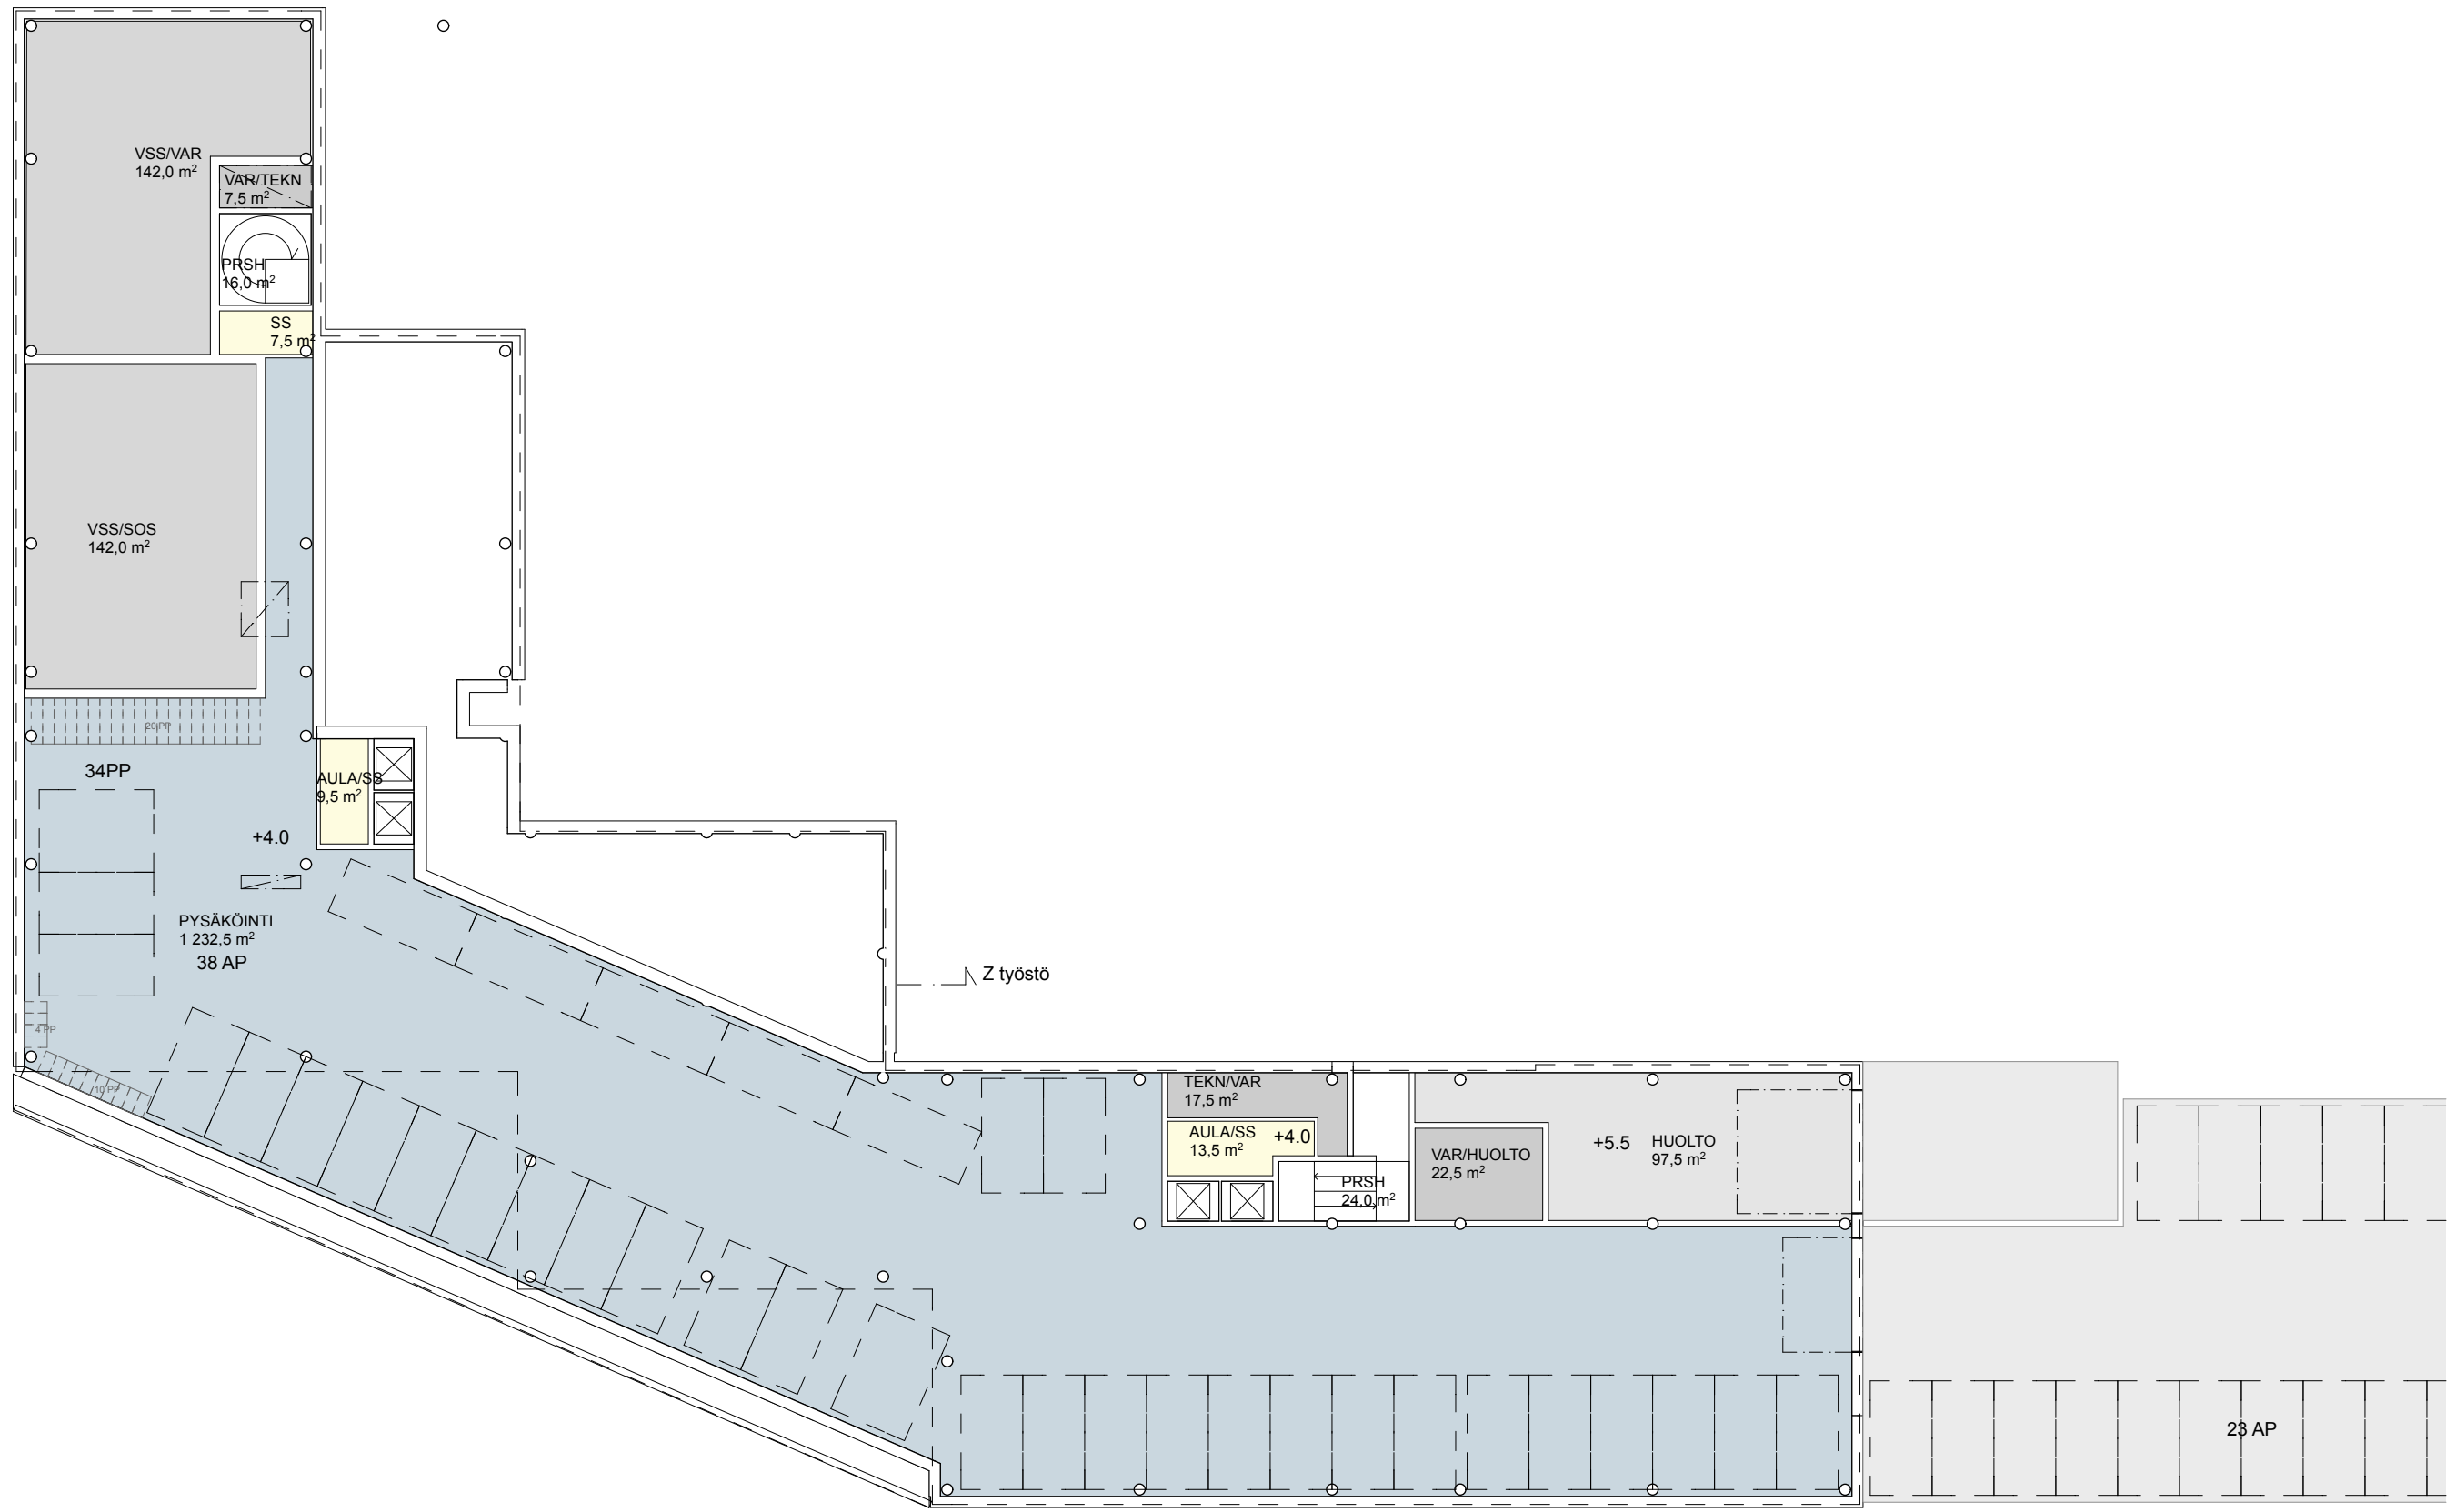 VSS/VAR
142,0 m²
VAR/TEKN
7,5 m²
PRSH
16,0 m²
SS
7,5 m²
VSS/SOS
142,0 m²
20 PP
34PP
AULA/SS
9,5 m²
+4.0
PYSÄKÖINTI
1 232,5 m²
38 AP
Z työstö
4 PP
10 PP
TEKN/VAR
17,5 m²
AULA/SS
13,5 m²
+4.0
PRSH
24,0 m²
VAR/HUOLTO
22,5 m²
+5.5
HUOLTO
97,5 m²
23 AP